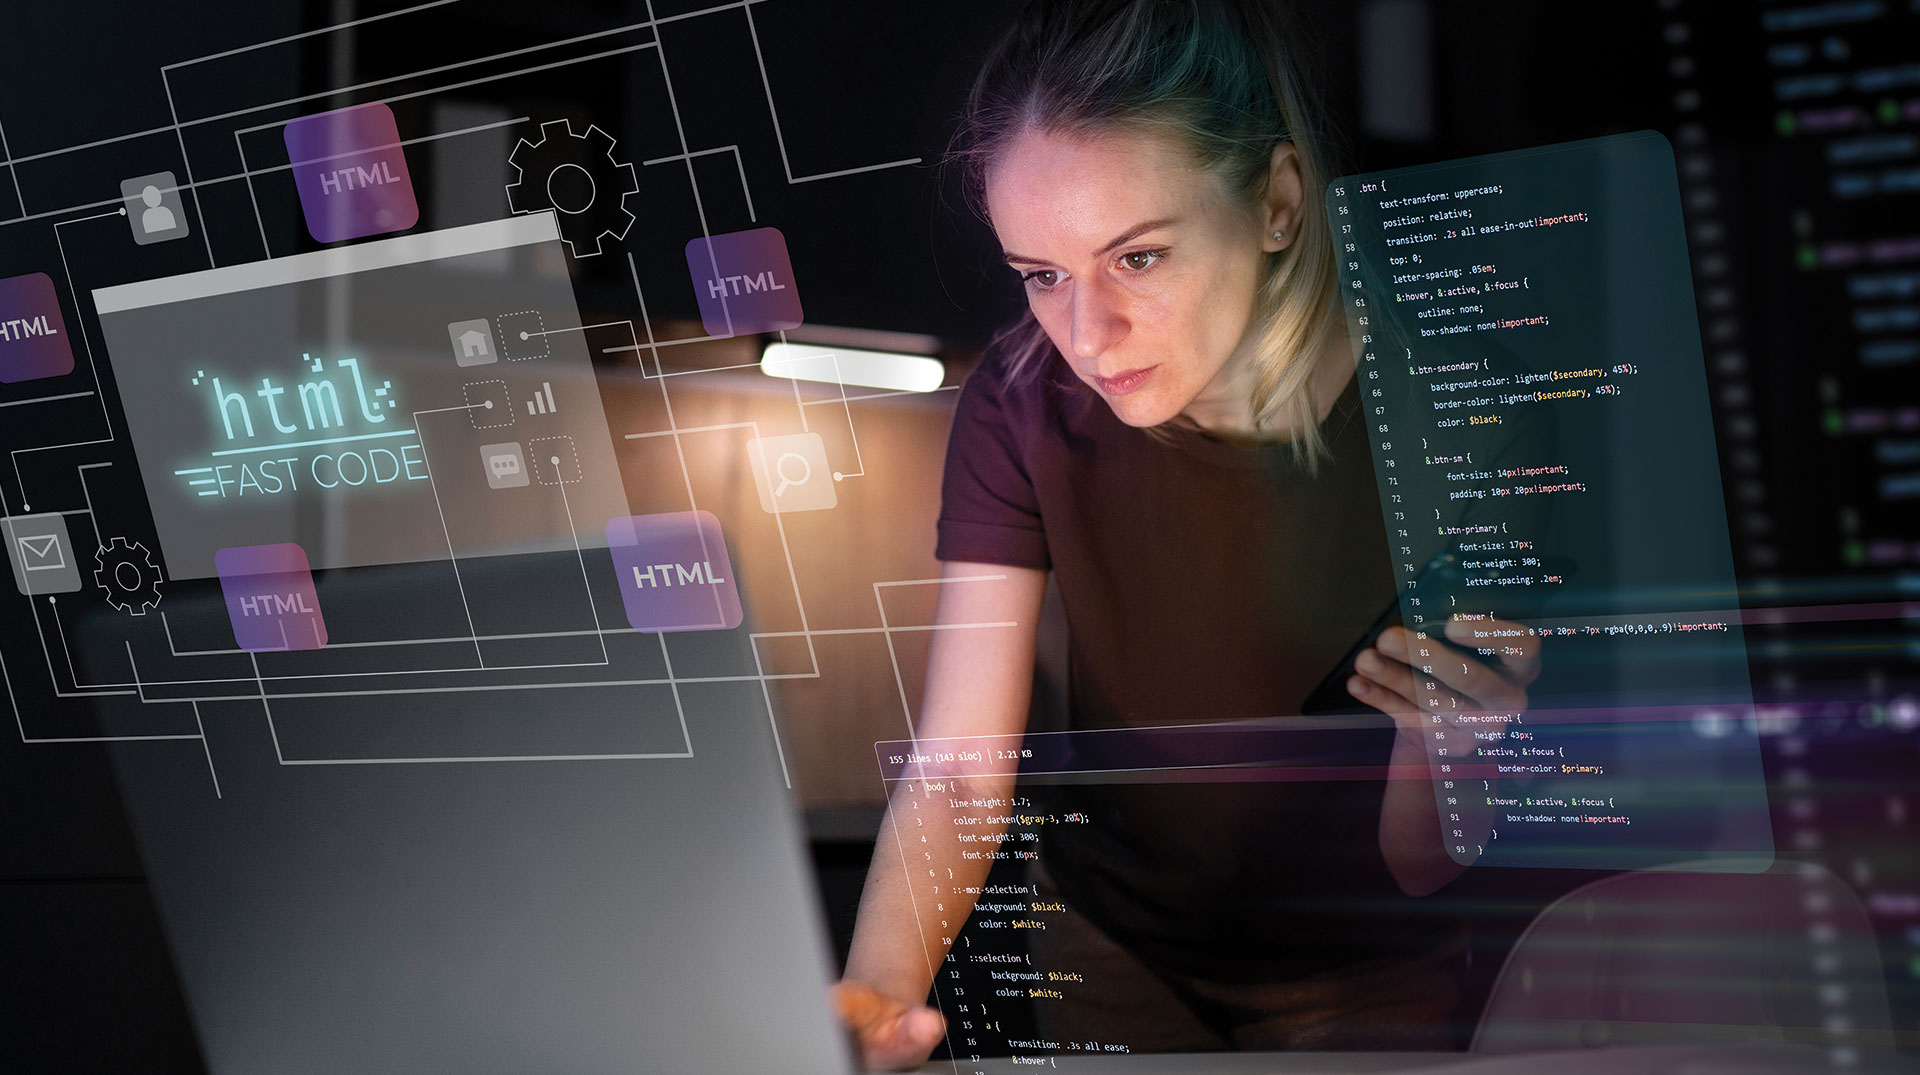 HTML
HTML
HTML
html
FAST CODE
HTML
HTML
55 .btn {
56 text-transform: uppercase;
57 position: relative;
58 transition: .2s all ease-in-out!important;
59 top: 0;
60 letter-spacing: .05em;
61 &:hover, &:active, &:focus {
62 outline: none;
63 box-shadow: none!important;
64 }
65 &.btn-secondary {
66 background-color: lighten($secondary, 45%);
67 border-color: lighten($secondary, 45%);
68 color: $black;
69 }
70 &.btn-sm {
71 font-size: 14px!important;
72 padding: 10px 20px!important;
73 }
74 &.btn-primary {
75 font-size: 17px;
76 font-weight: 300;
77 letter-spacing: .2em;
78 }
79 &:hover {
80 box-shadow: 0 5px 20px -7px rgba(0,0,0,.9)!important;
81 top: -2px;
82 }
83
84 }
85 .form-control {
86 height: 43px;
87 &:active, &:focus {
88 border-color: $primary;
89 }
90 &:hover, &:active, &:focus {
91 box-shadow: none!important;
92 }
93 }
155 lines (143 sloc) | 2.21 KB
1 body {
2 line-height: 1.7;
3 color: darken($gray-3, 20%);
4 font-weight: 300;
5 font-size: 16px;
6 }
7 ::-moz-selection {
8 background: $black;
9 color: $white;
10 }
11 ::selection {
12 background: $black;
13 color: $white;
14 }
15 a {
16 transition: .3s all ease;
17 &:hover {